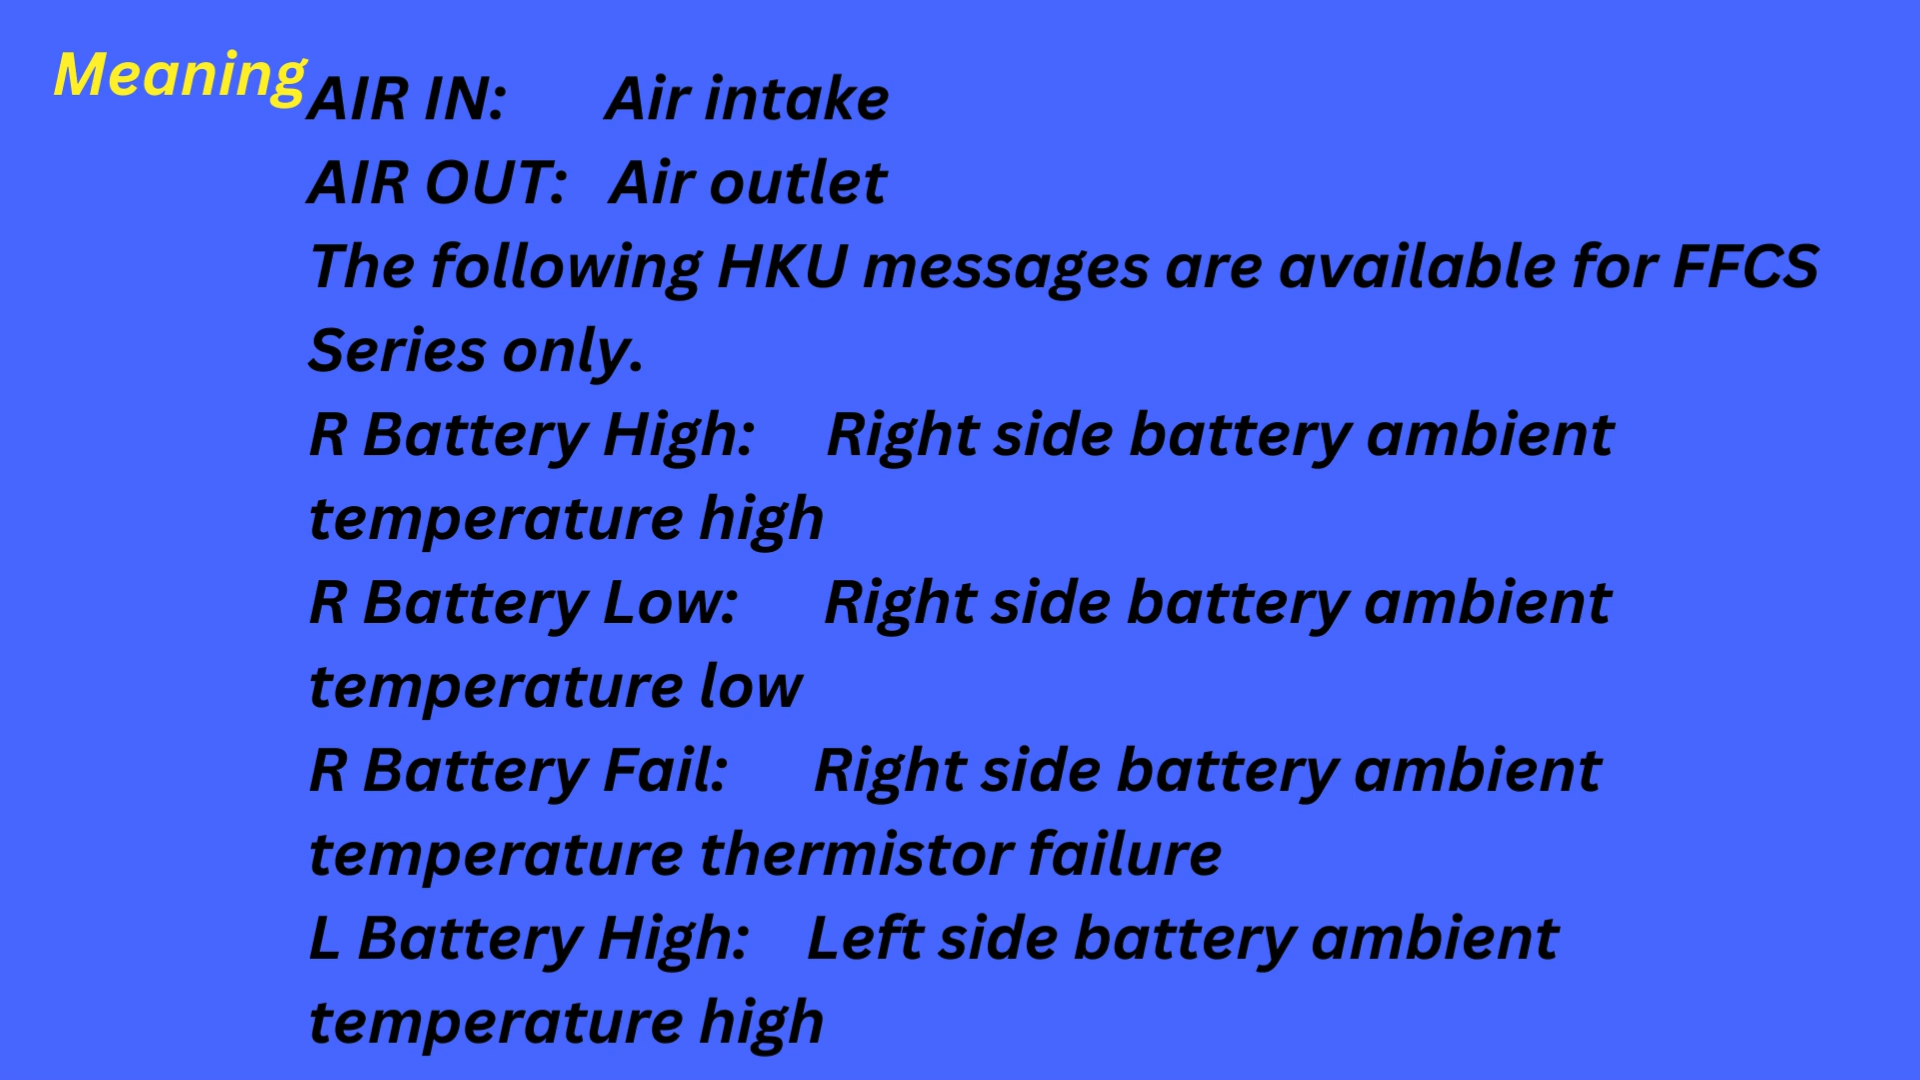 Meaning
AIR IN: Air intake
AIR OUT: Air outlet
The following HKU messages are available for FFCS
Series only.
R Battery High: Right side battery ambient
temperature high
R Battery Low: Right side battery ambient
temperature low
R Battery Fail: Right side battery ambient
temperature thermistor failure
L Battery High: Left side battery ambient
temperature high